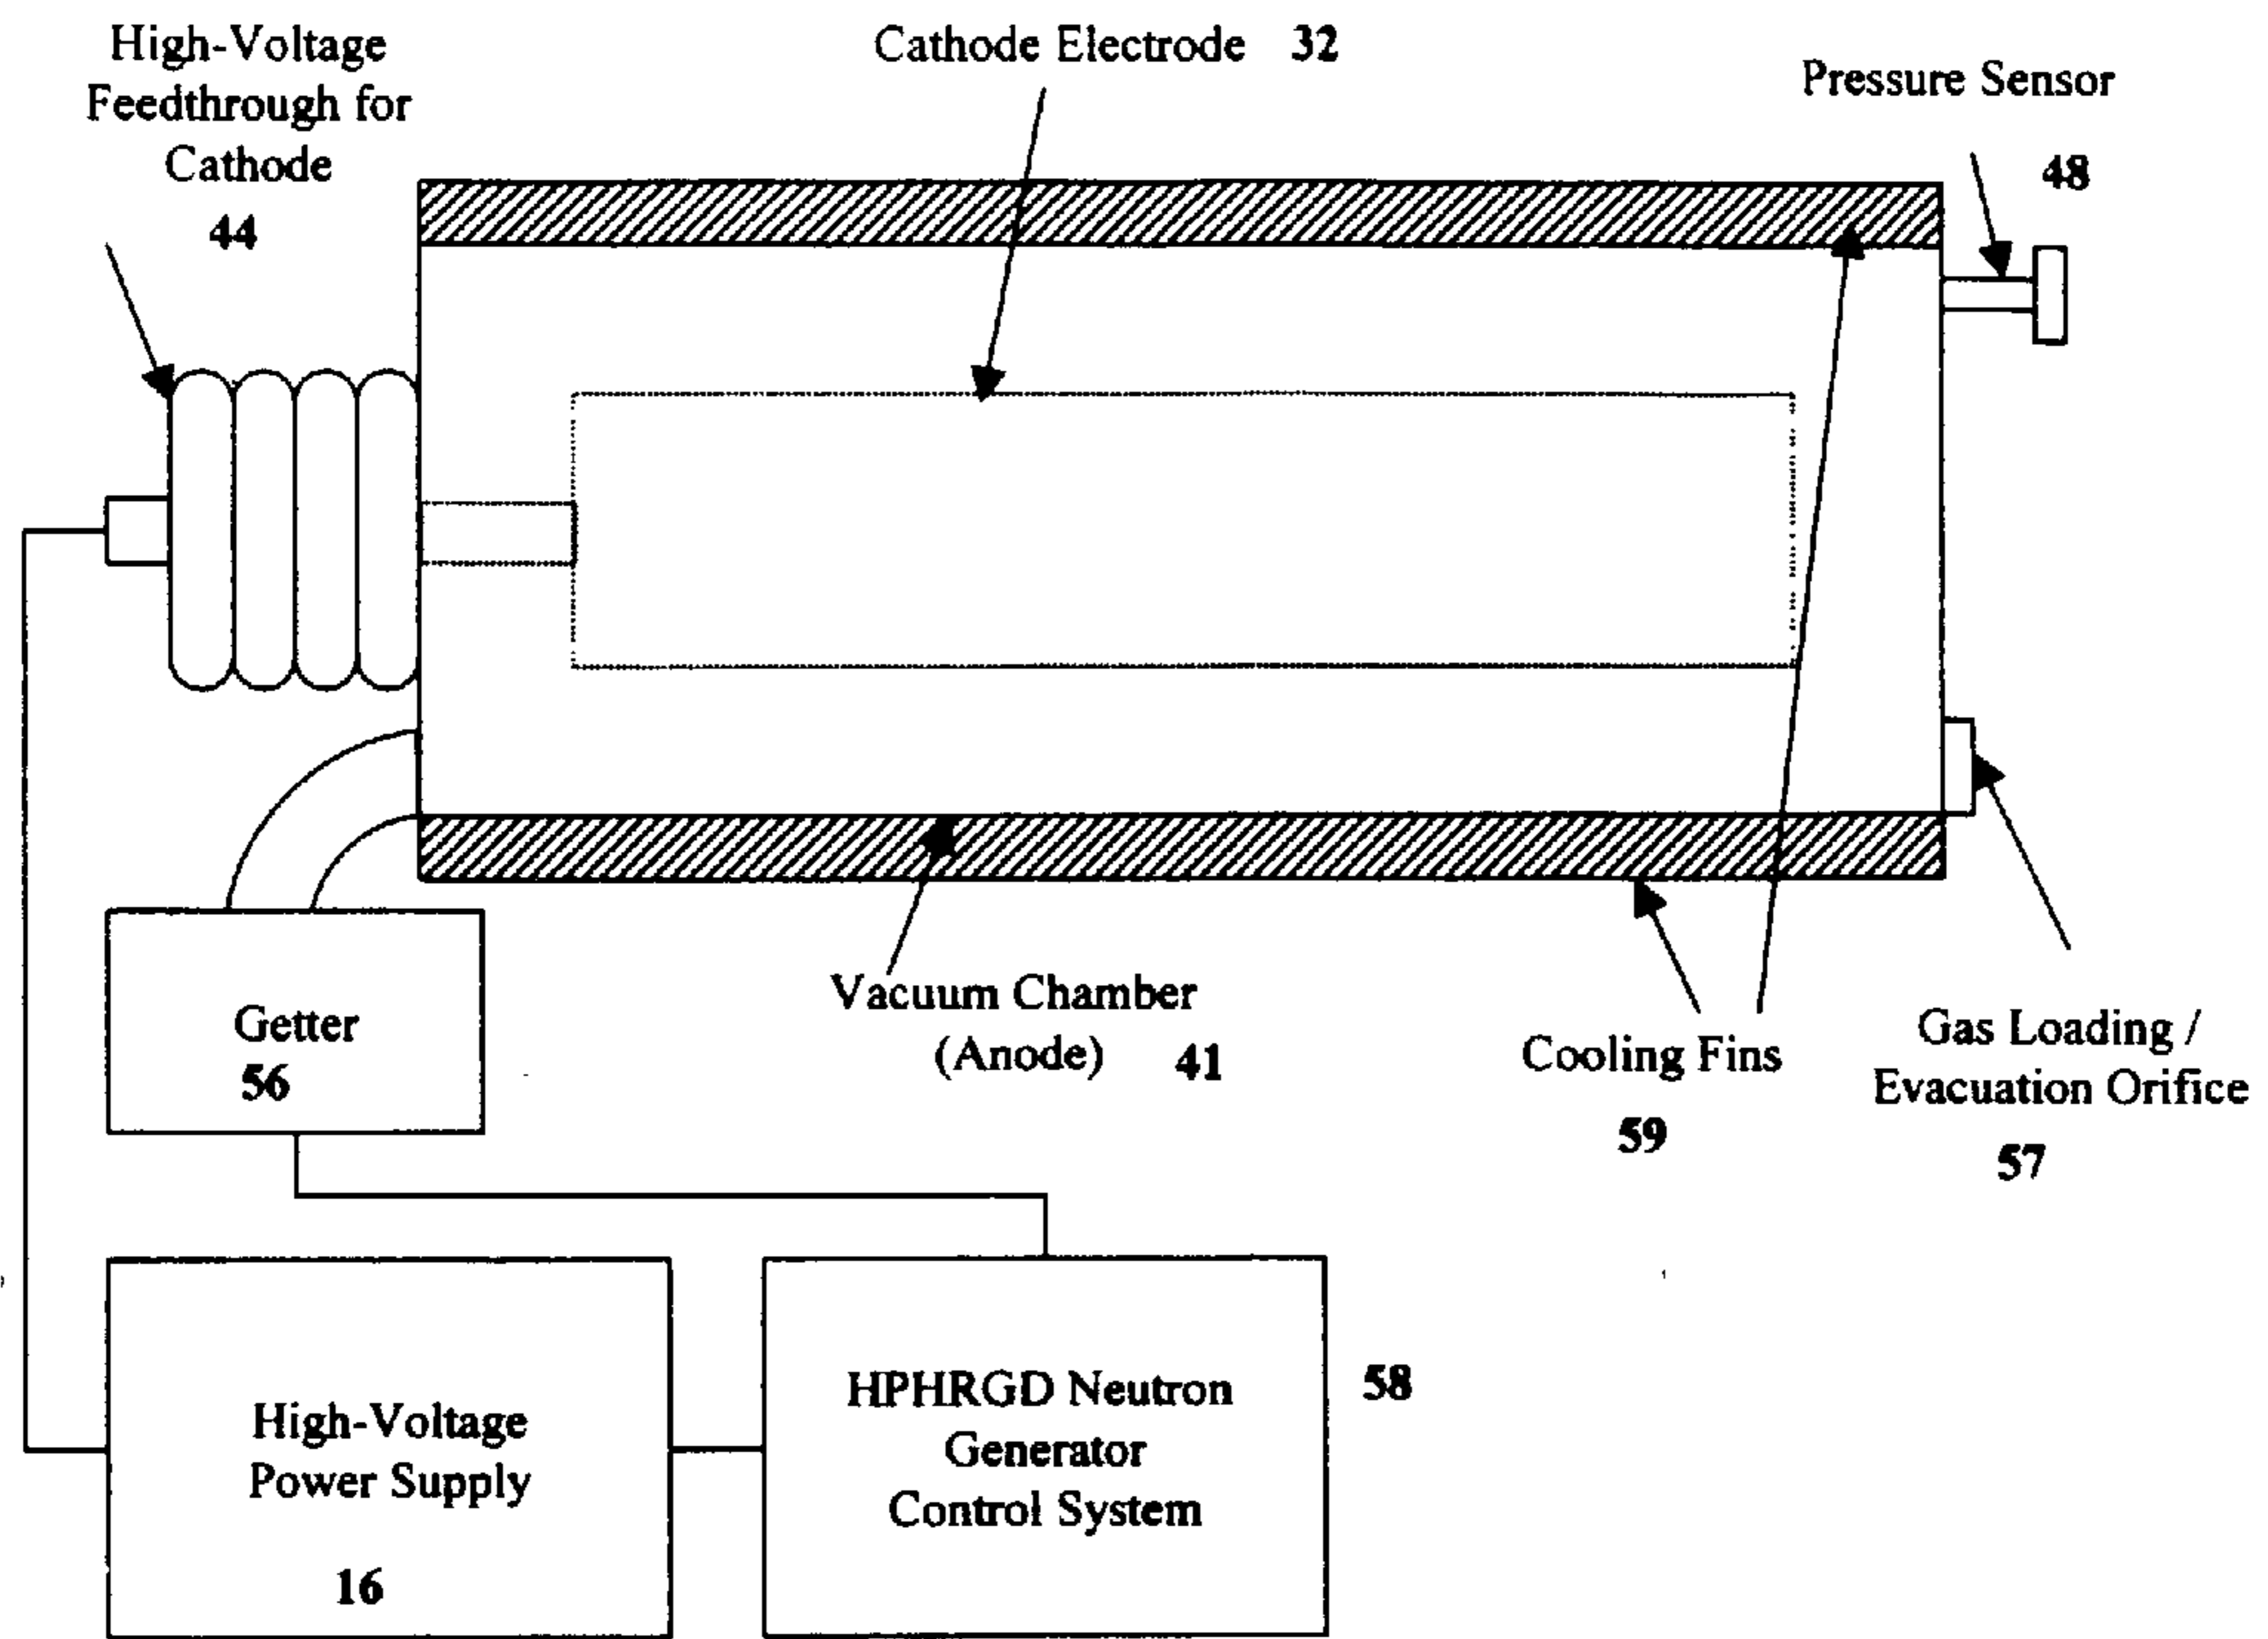 High-Voltage
Feedthrough for
Cathode
44
Cathode Electrode 32
Pressure Sensor
48
Getter
56
Vacuum Chamber
(Anode) 41
Cooling Fins
59
Gas Loading /
Evacuation Orifice
57
High-Voltage
Power Supply
16
HPHRGD Neutron
Generator
Control System
58